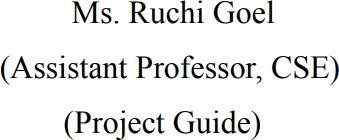 Ms. Ruchi Goel
(Assistant Professor, CSE)
(Project Guide)